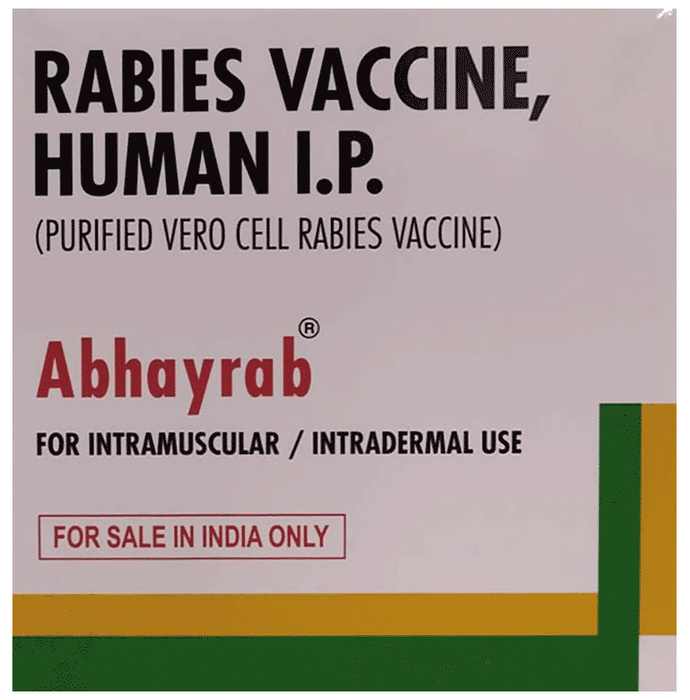 RABIES VACCINE,
HUMAN I.P.
(PURIFIED VERO CELL RABIES VACCINE)
Abhayrab®
FOR INTRAMUSCULAR / INTRADERMAL USE
FOR SALE IN INDIA ONLY